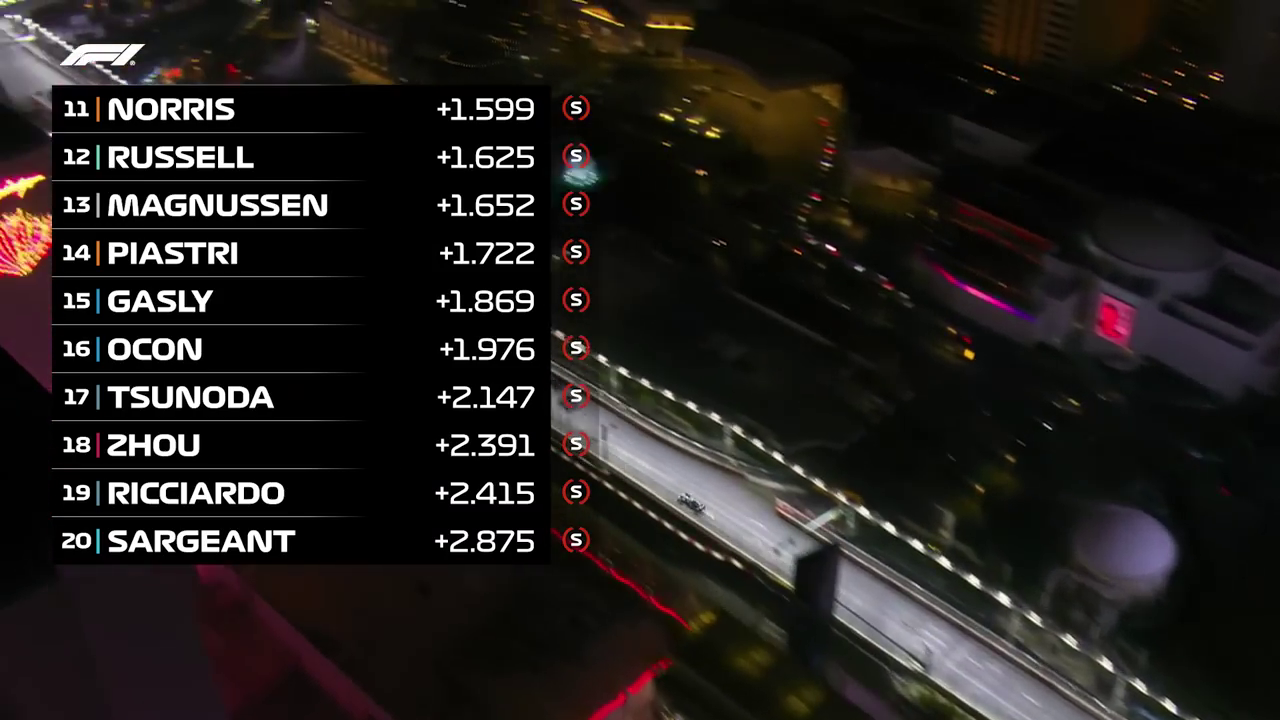 F1
11 NORRIS +1.599 S
12 RUSSELL +1.625 S
13 MAGNUSSEN +1.652 S
14 PIASTRI +1.722 S
15 GASLY +1.869 S
16 OCON +1.976 S
17 TSUNODA +2.147 S
18 ZHOU +2.391 S
19 RICCIARDO +2.415 S
20 SARGEANT +2.875 S